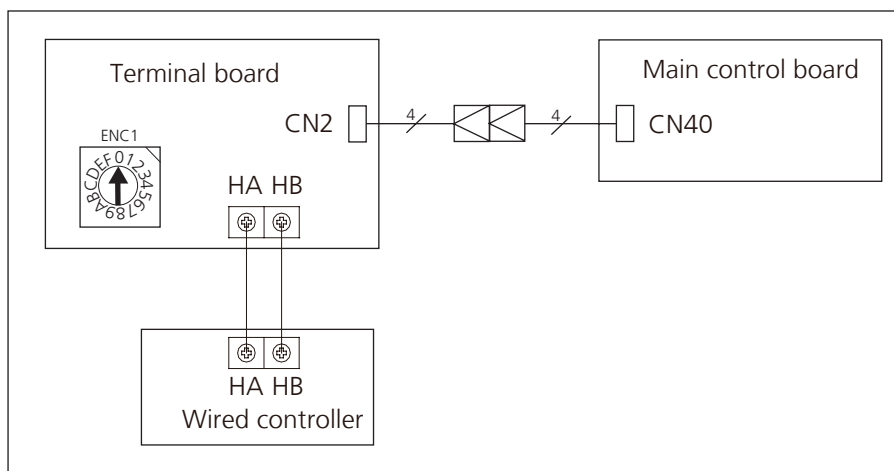 Terminal board
Main control board
CN2
4
4
CN40
ENC1
0123456789ABCDEF
HA HB
HA HB
Wired controller